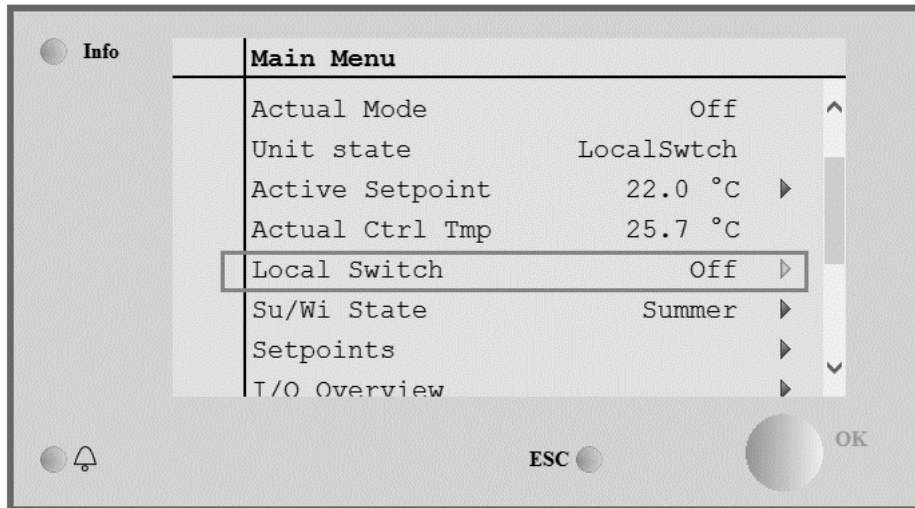 Info
Main Menu
Actual Mode Off
Unit state LocalSwtch
Active Setpoint 22.0 °C
Actual Ctrl Tmp 25.7 °C
Local Switch Off
Su/Wi State Summer
Setpoints
I/O Overview
ESC OK